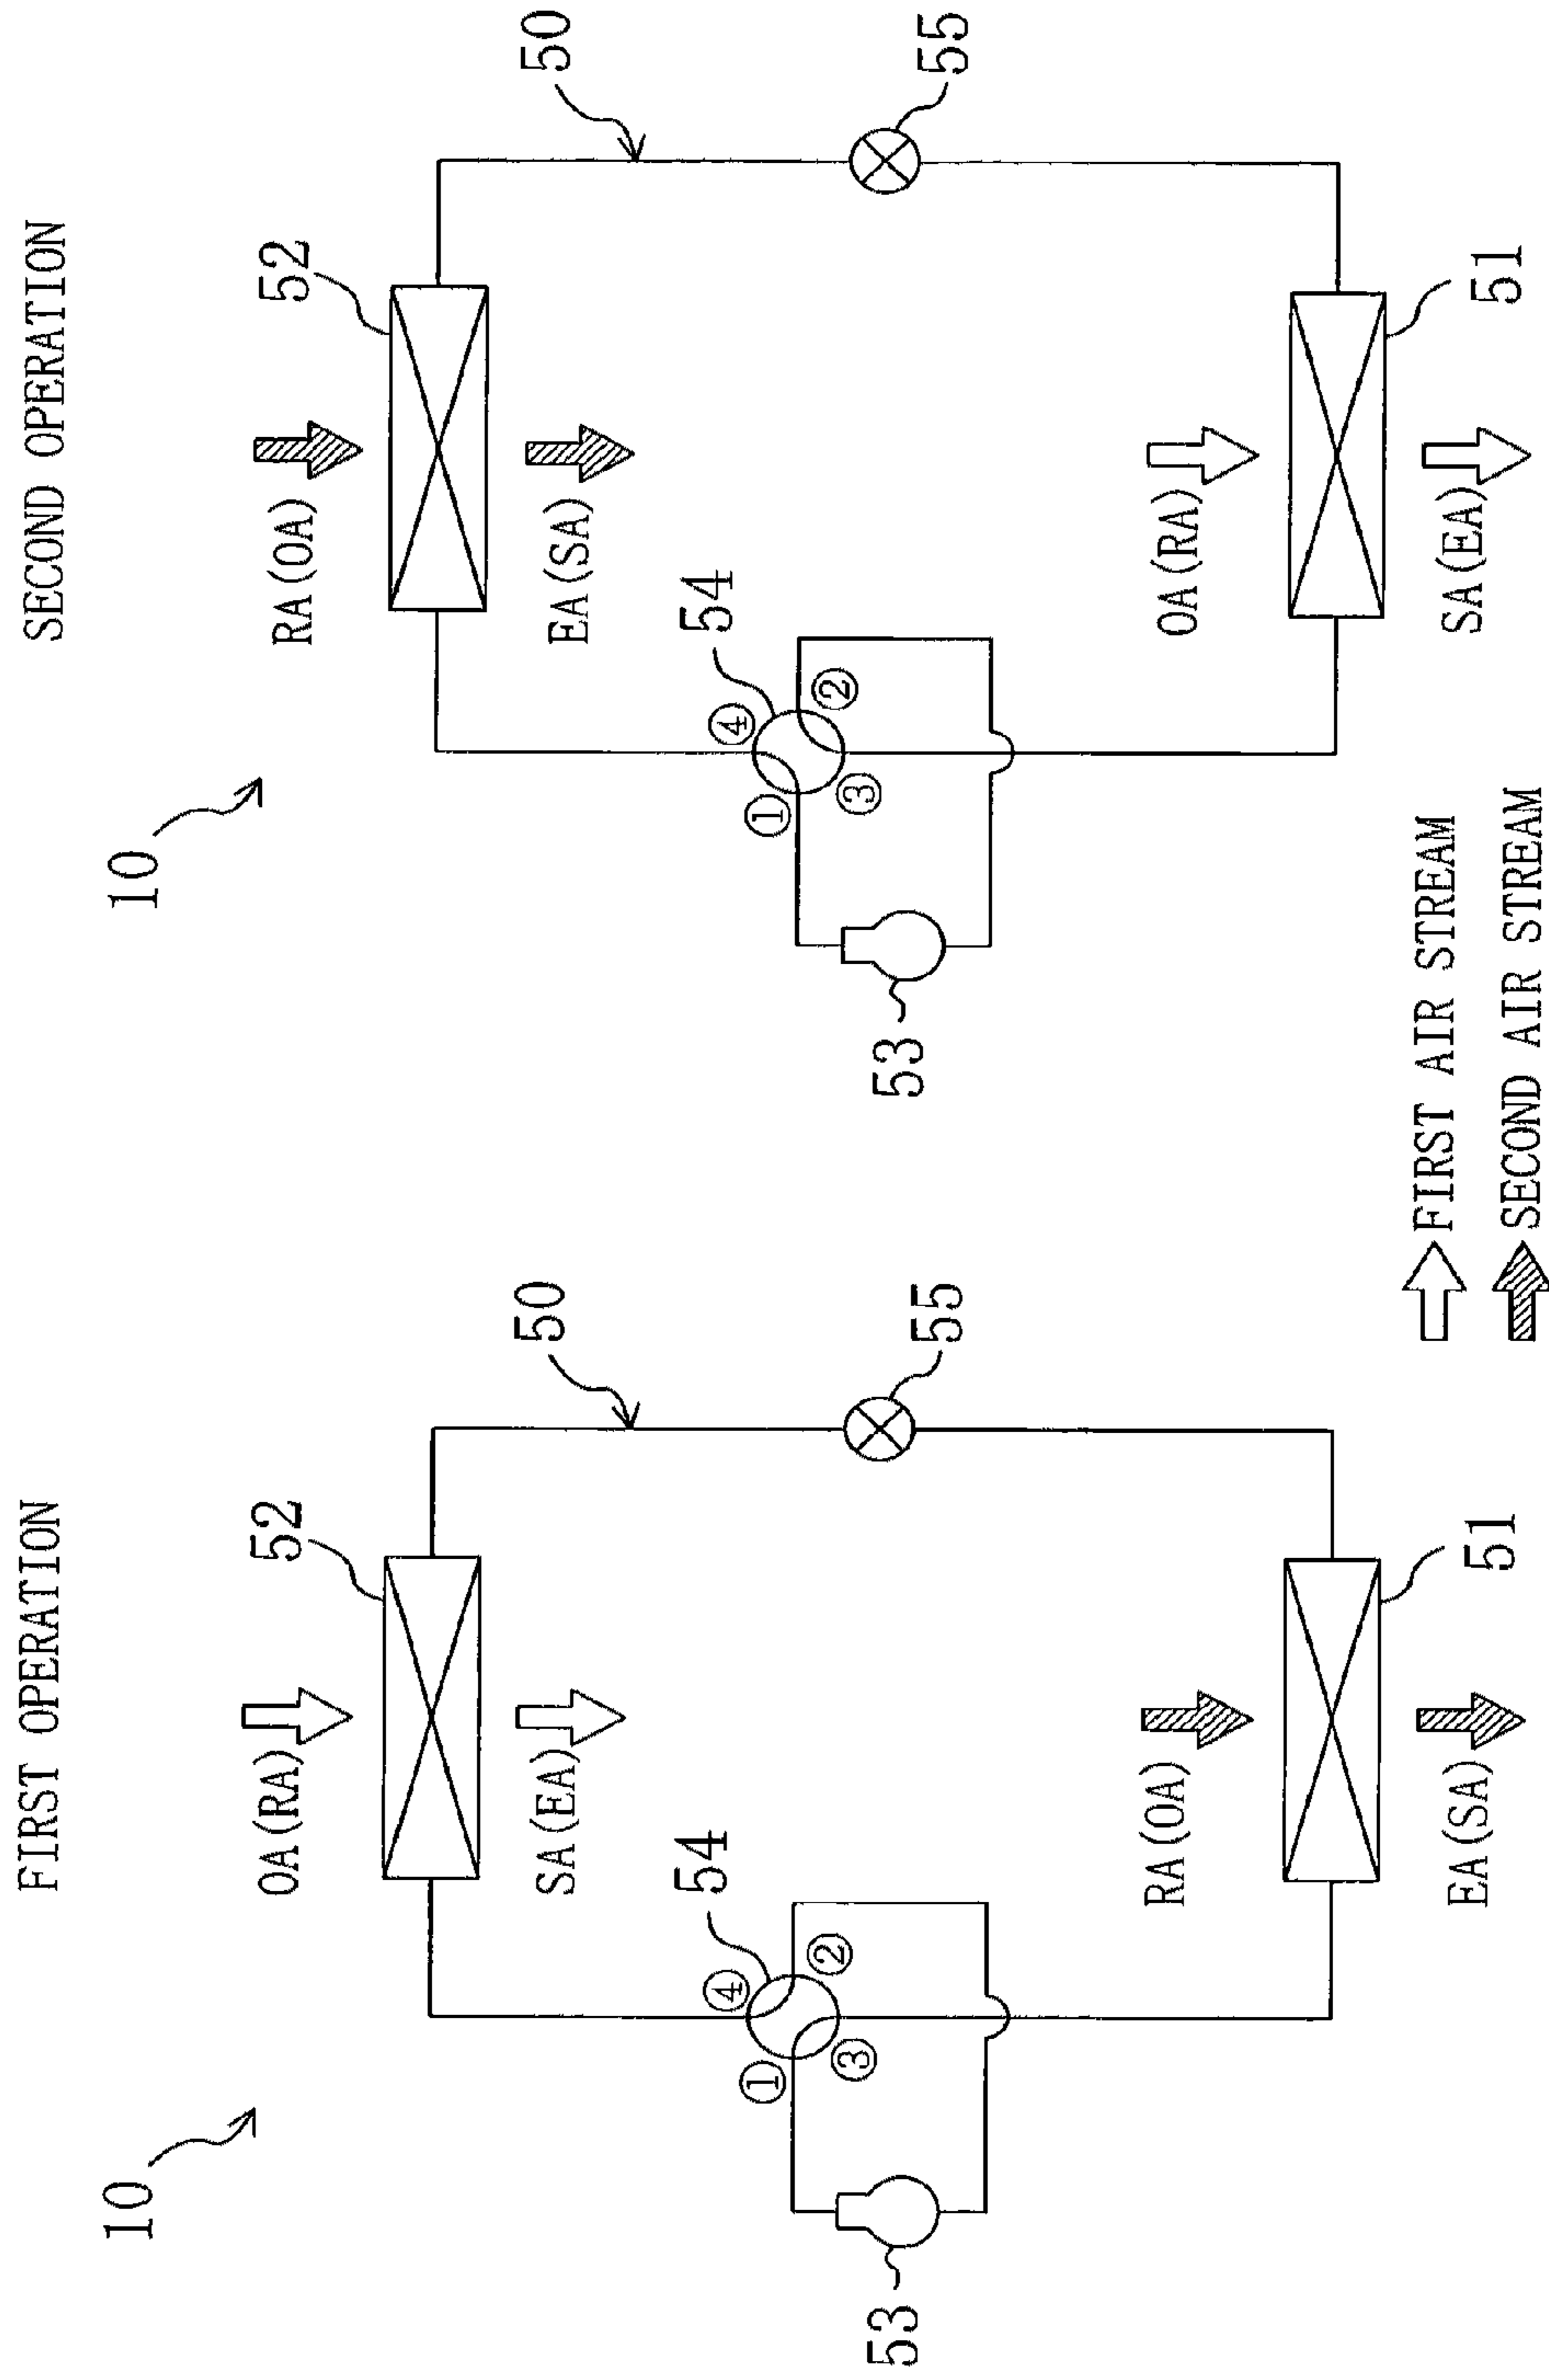 FIRST OPERATION
10
52
50
OA(RA)
SA(EA)
54
④
②
①
③
53
55
RA(OA)
EA(SA)
51
SECOND OPERATION
10
52
50
RA(OA)
EA(SA)
54
④
②
①
③
53
55
OA(RA)
SA(EA)
51
FIRST AIR STREAM
SECOND AIR STREAM